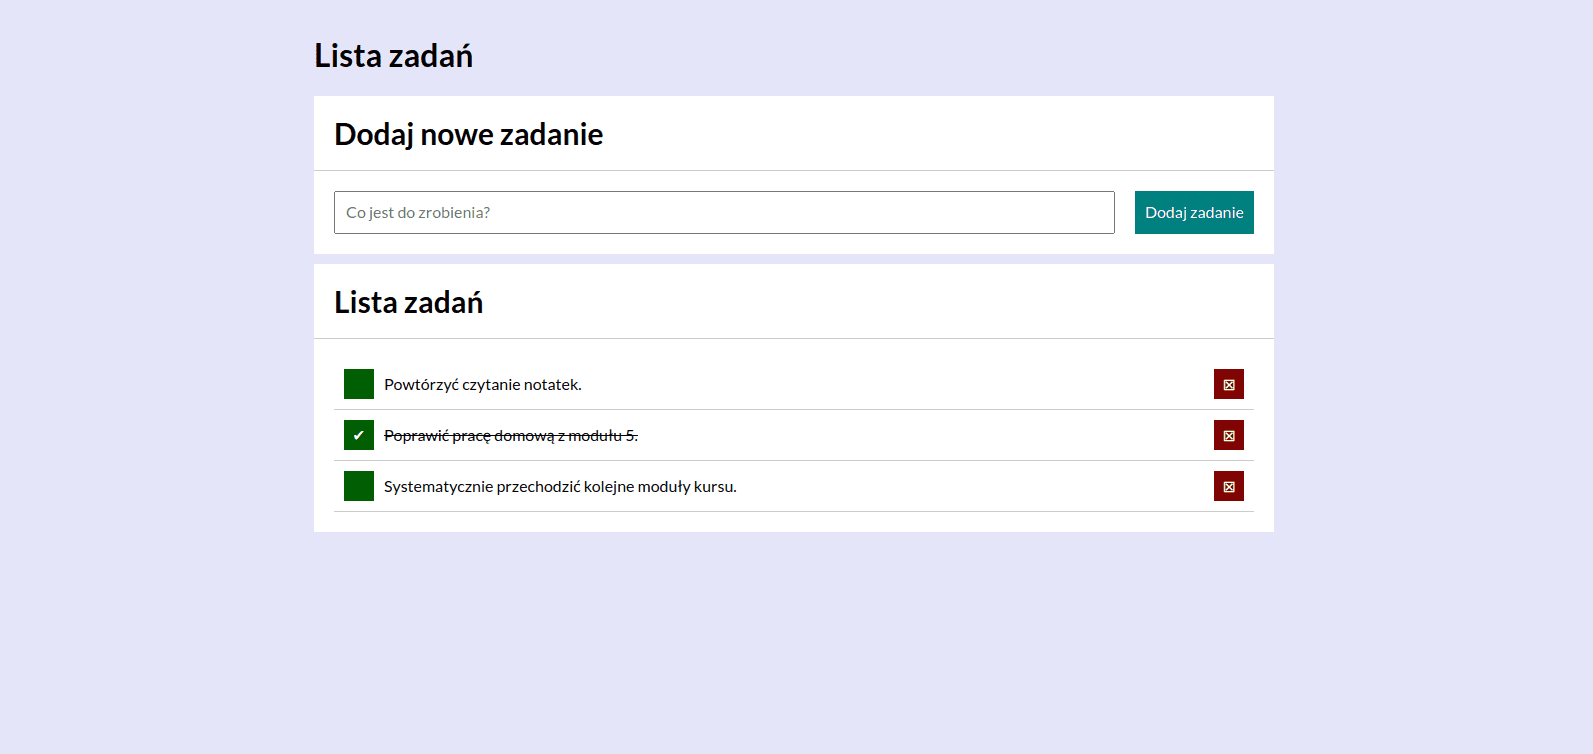 Lista zadań
Dodaj nowe zadanie
Co jest do zrobienia?
Dodaj zadanie
Lista zadań
Powtórzyć czytanie notatek.
✔ Poprawić pracę domową z modułu 5.
Systematycznie przechodzić kolejne moduły kursu.